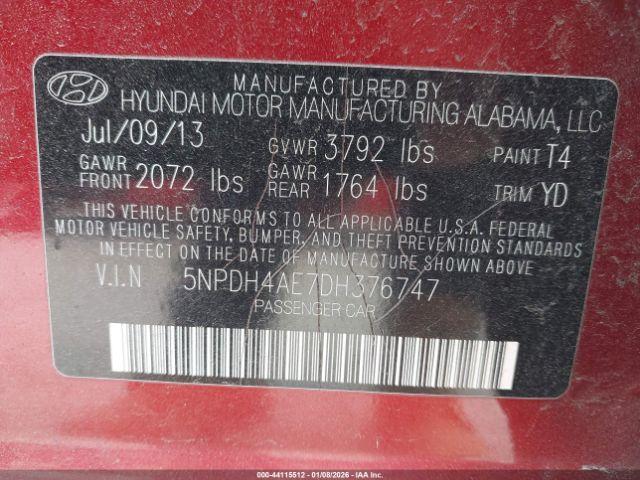 MANUFACTURED BY
HYUNDAI MOTOR MANUFACTURING ALABAMA, LLC
Jul/09/13 GVWR 3792 lbs PAINT T4
GAWR FRONT 2072 lbs GAWR REAR 1764 lbs TRIM YD
THIS VEHICLE CONFORMS TO ALL APPLICABLE U.S.A. FEDERAL
MOTOR VEHICLE SAFETY, BUMPER, AND THEFT PREVENTION STANDARDS
IN EFFECT ON THE DATE OF MANUFACTURE SHOWN ABOVE
V.I.N 5NPDH4AE7DH376747
PASSENGER CAR
000-44115512 - 01/08/2026 - IAAI, Inc.